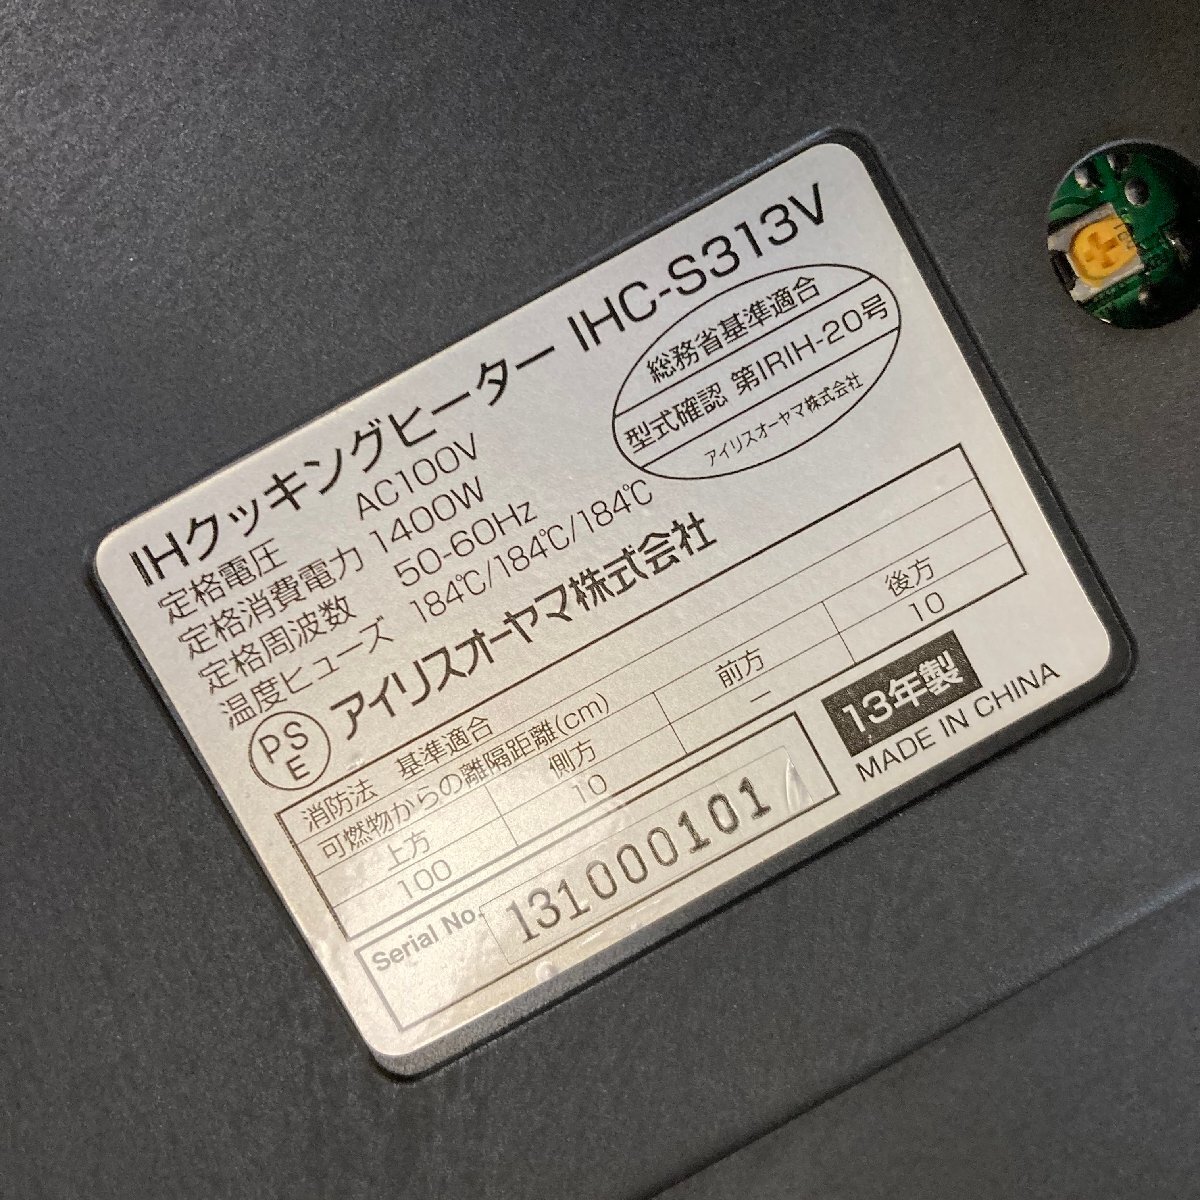 IHクッキングヒーター IHC-S313V
定格電圧 AC100V
定格消費電力 1400W
定格周波数 50-60Hz
温度ヒューズ 184℃/184℃/184℃
総務省基準適合
型式確認 第IRIH-20号
アイリスオーヤマ株式会社
PSE アイリスオーヤマ株式会社
消防法 基準適合
可燃物からの離隔距離(cm)
上方 側方 前方 後方
100 10 - 10
Serial No. 131000101
13年製
MADE IN CHINA